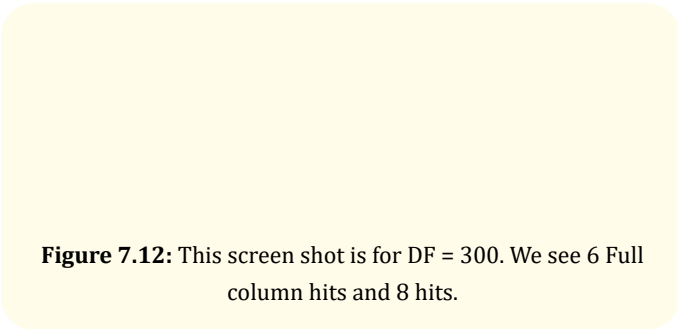 Figure 7.12: This screen shot is for DF = 300. We see 6 Full
column hits and 8 hits.